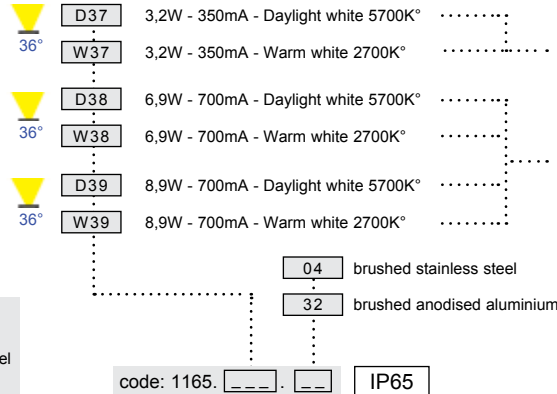 D37 3,2W - 350mA - Daylight white 5700K°
36°
W37 3,2W - 350mA - Warm white 2700K°
D38 6,9W - 700mA - Daylight white 5700K°
36°
W38 6,9W - 700mA - Warm white 2700K°
D39 8,9W - 700mA - Daylight white 5700K°
36°
W39 8,9W - 700mA - Warm white 2700K°
04 brushed stainless steel
32 brushed anodised aluminium
el
code: 1165. _ _ _ . _ _ IP65